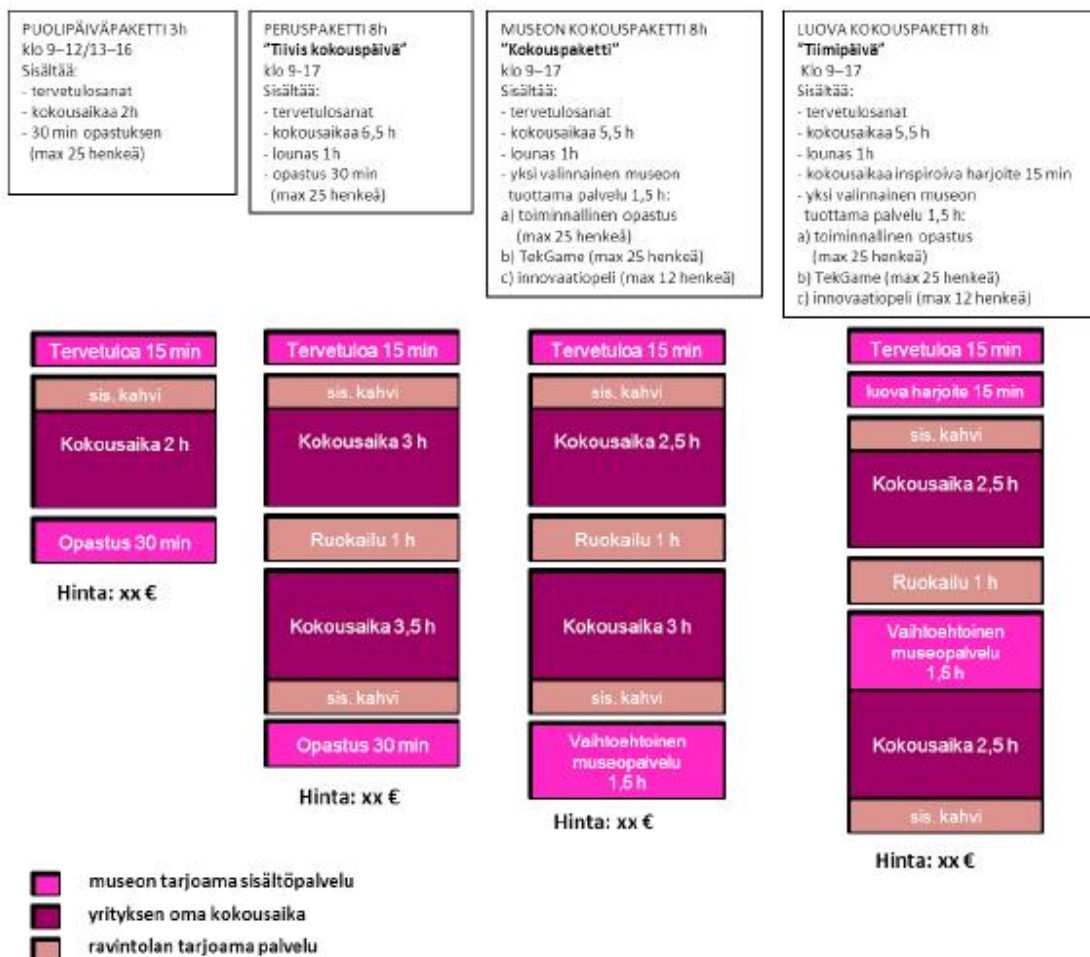 PUOLIPÄIVÄPAKETTI 3h
klo 9–12/13–16
Sisältää:
- tervetulosanat
- kokousaikaa 2h
- 30 min opastuksen
(max 25 henkeä)
PERUSPAKETTI 8h
"Tiivis kokouspäivä"
klo 9-17
Sisältää:
- tervetulosanat
- kokousaikaa 6,5 h
- lounas 1h
- opastus 30 min
(max 25 henkeä)
MUSEON KOKOUSPAKETTI 8h
"Kokouspaketti"
klo 9–17
Sisältää:
- tervetulosanat
- kokousaikaa 5,5 h
- lounas 1h
- yksi valinnainen museon
tuottama palvelu 1,5 h:
a) toiminnallinen opastus
(max 25 henkeä)
b) TekGame (max 25 henkeä)
c) innovaatiopeli (max 12 henkeä)
LUOVA KOKOUSPAKETTI 8h
"Tiimipäivä"
Klo 9–17
Sisältää:
- tervetulosanat
- kokousaikaa 5,5 h
- lounas 1h
- kokousaikaa inspiroiva harjoite 15 min
- yksi valinnainen museon
tuottama palvelu 1,5 h:
a) toiminnallinen opastus
(max 25 henkeä)
b) TekGame (max 25 henkeä)
c) innovaatiopeli (max 12 henkeä)
Tervetuloa 15 min
sis. kahvi
Kokousaika 2 h
Opastus 30 min
Hinta: xx €
Tervetuloa 15 min
sis. kahvi
Kokousaika 3 h
Ruokailu 1 h
Kokousaika 3,5 h
sis. kahvi
Opastus 30 min
Hinta: xx €
Tervetuloa 15 min
sis. kahvi
Kokousaika 2,5 h
Ruokailu 1 h
Kokousaika 3 h
sis. kahvi
Vaihtoehtoinen
museopalvelu
1,5 h
Hinta: xx €
Tervetuloa 15 min
luova harjoite 15 min
sis. kahvi
Kokousaika 2,5 h
Ruokailu 1 h
Vaihtoehtoinen
museopalvelu
1,5 h
Kokousaika 2,5 h
sis. kahvi
Hinta: xx €
museon tarjoama sisältöpalvelu
yrityksen oma kokousaika
ravintolan tarjoama palvelu